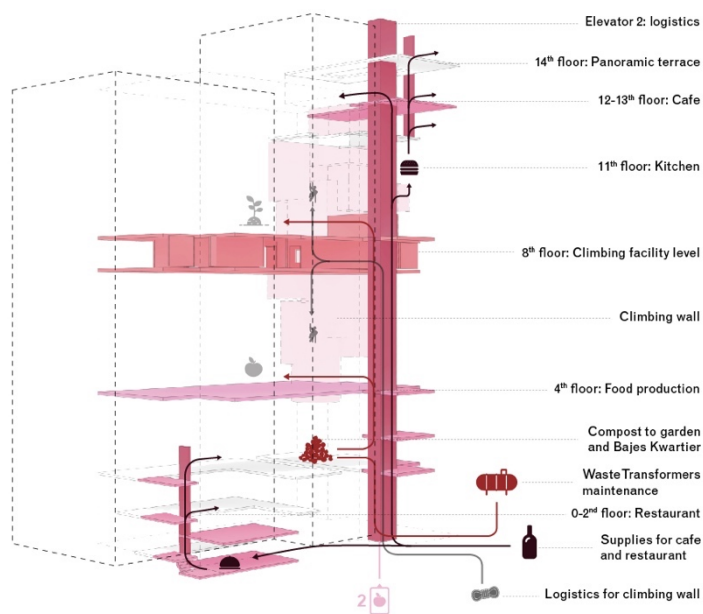 Elevator 2: logistics
14th floor: Panoramic terrace
12-13th floor: Cafe
11th floor: Kitchen
8th floor: Climbing facility level
Climbing wall
4th floor: Food production
Compost to garden
and Bajes Kwartier
Waste Transformers
maintenance
0-2nd floor: Restaurant
Supplies for cafe
and restaurant
Logistics for climbing wall
2